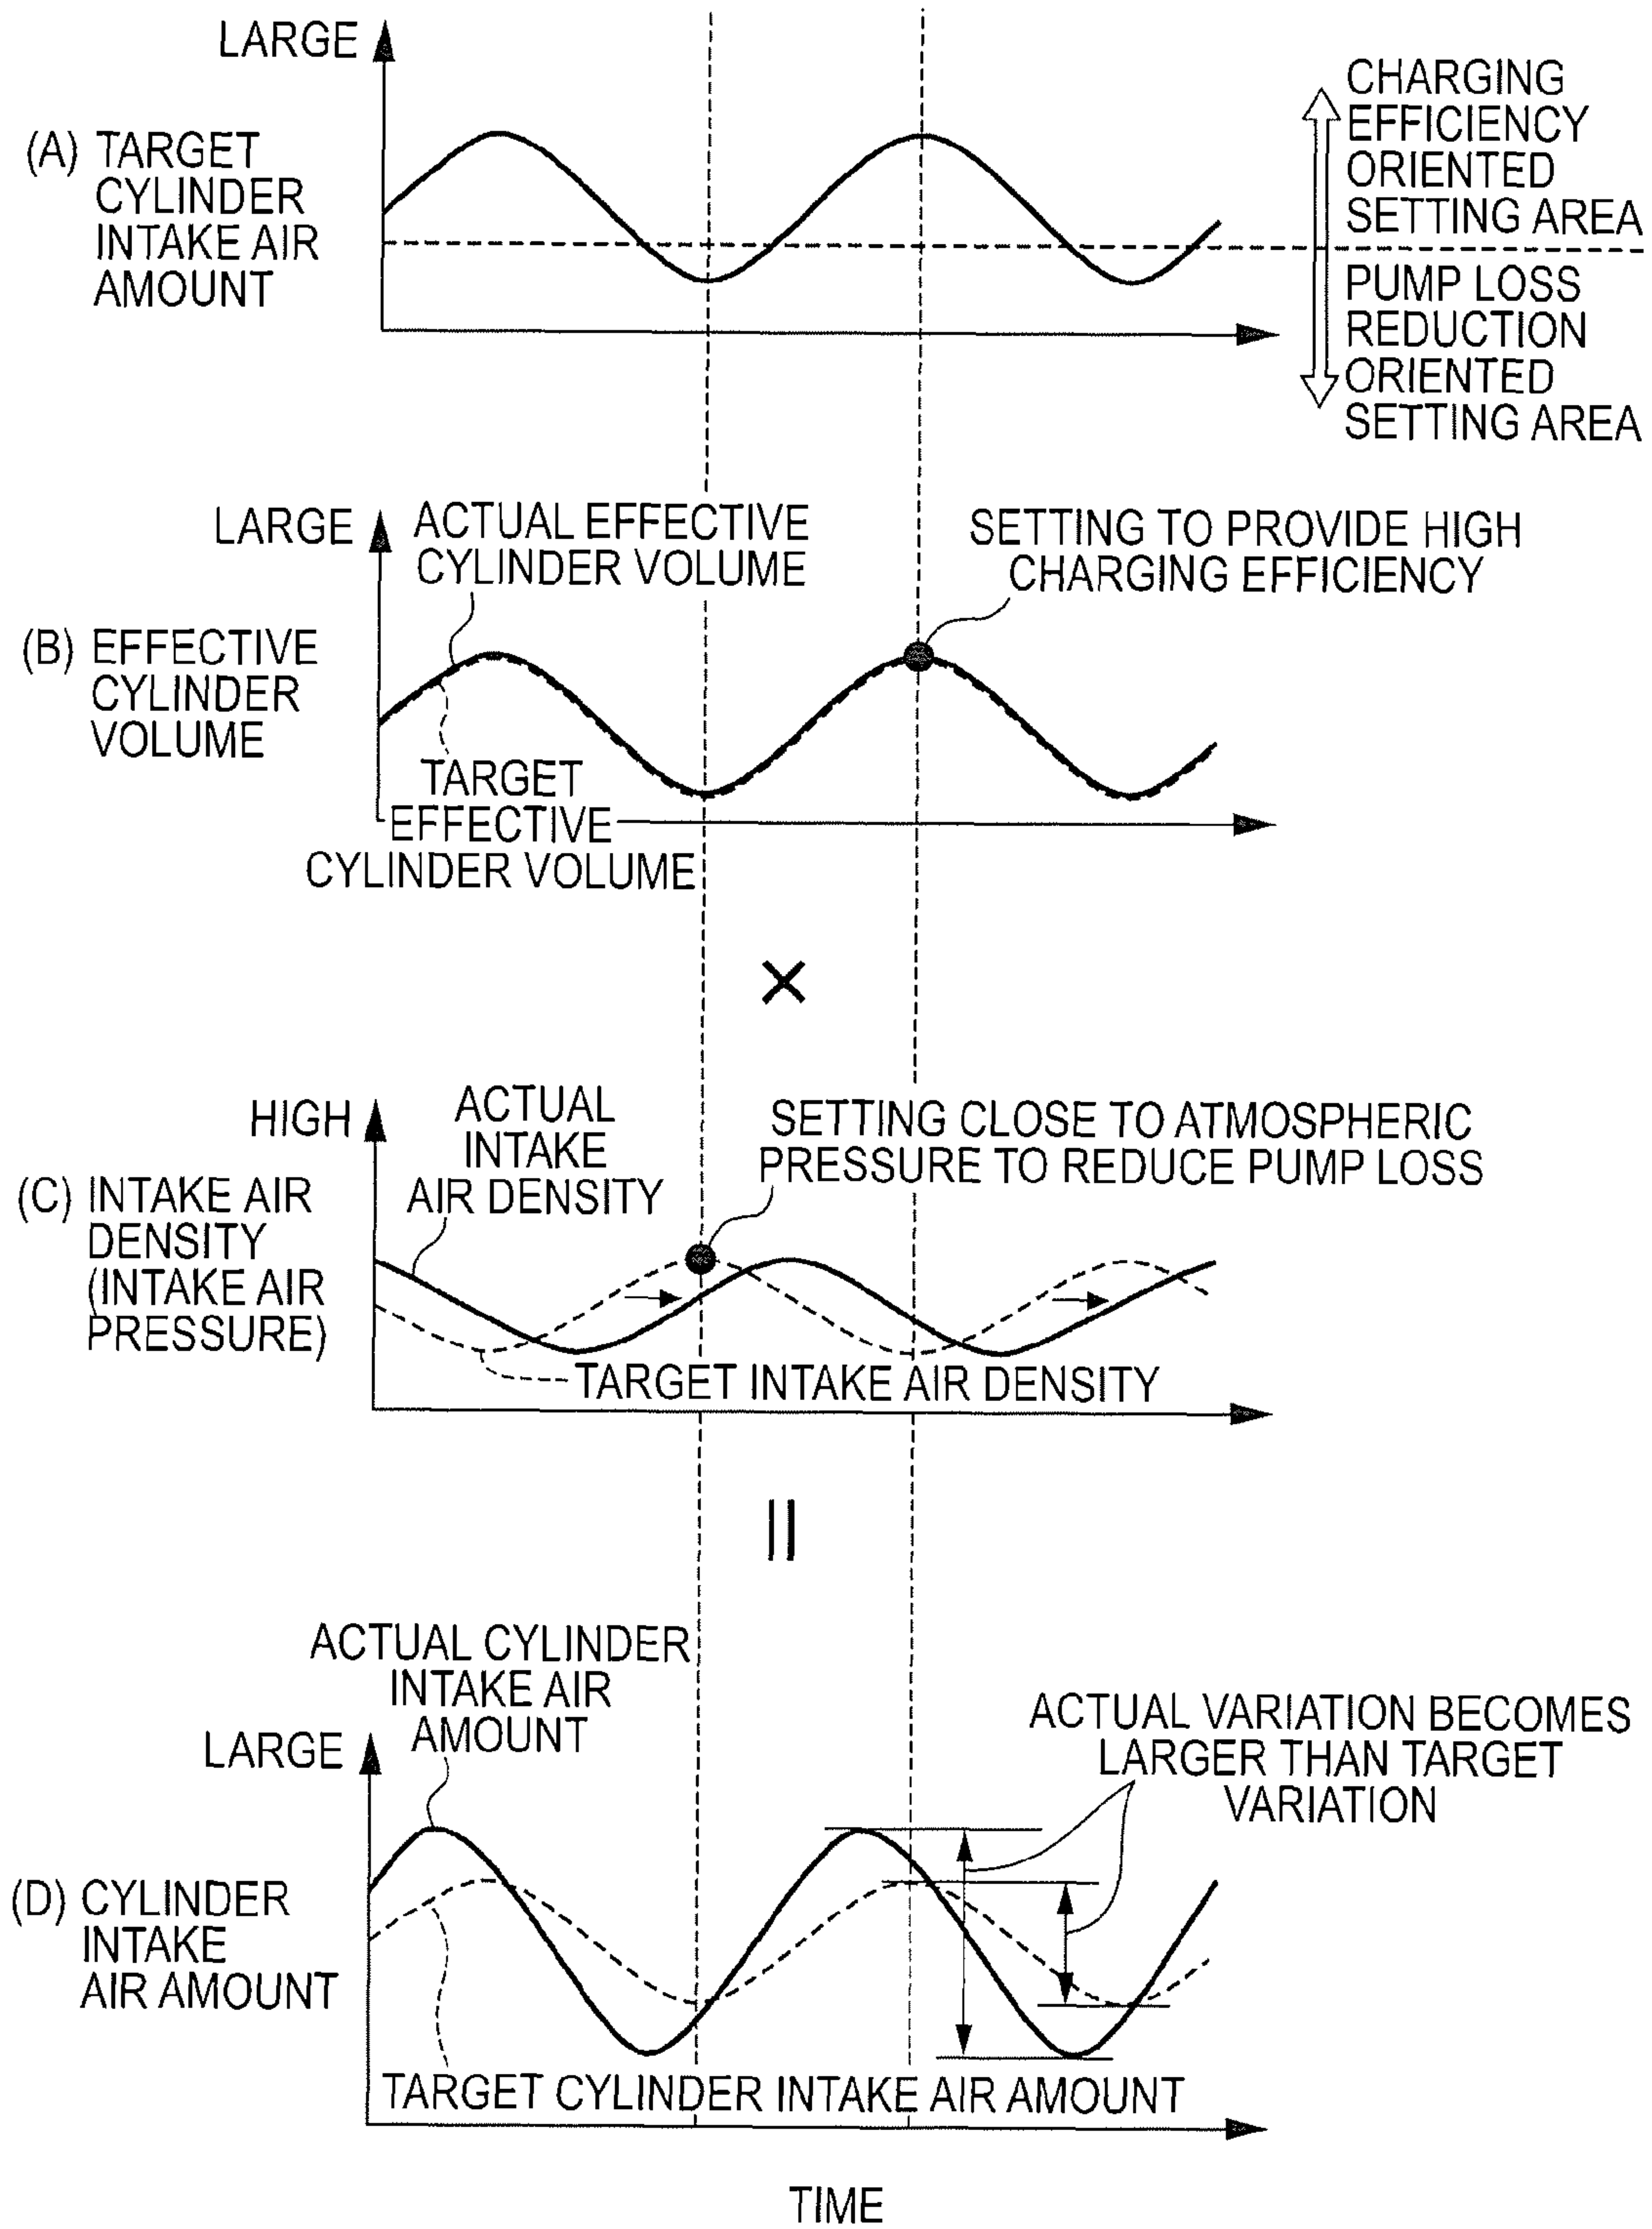 LARGE
(A) TARGET
CYLINDER
INTAKE AIR
AMOUNT
CHARGING
EFFICIENCY
ORIENTED
SETTING AREA
PUMP LOSS
REDUCTION
ORIENTED
SETTING AREA
LARGE
ACTUAL EFFECTIVE
CYLINDER VOLUME
SETTING TO PROVIDE HIGH
CHARGING EFFICIENCY
(B) EFFECTIVE
CYLINDER
VOLUME
TARGET
EFFECTIVE
CYLINDER VOLUME
×
HIGH
ACTUAL
INTAKE
AIR DENSITY
SETTING CLOSE TO ATMOSPHERIC
PRESSURE TO REDUCE PUMP LOSS
(C) INTAKE AIR
DENSITY
(INTAKE AIR
PRESSURE)
TARGET INTAKE AIR DENSITY
||
ACTUAL CYLINDER
INTAKE AIR
AMOUNT
LARGE
ACTUAL VARIATION BECOMES
LARGER THAN TARGET
VARIATION
(D) CYLINDER
INTAKE
AIR AMOUNT
TARGET CYLINDER INTAKE AIR AMOUNT
TIME